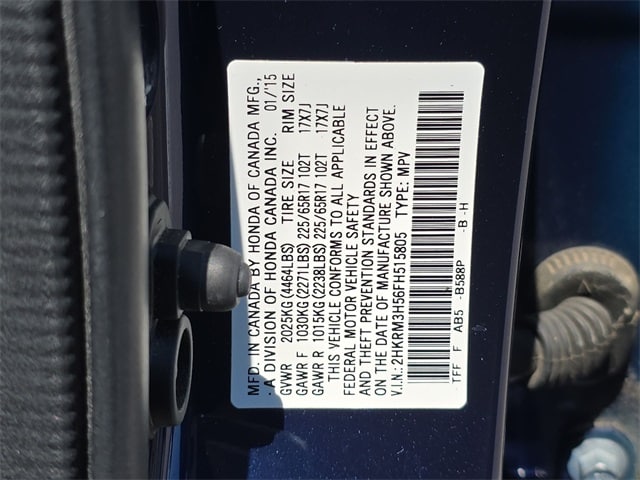 MFD. IN CANADA BY HONDA OF CANADA MFG.,
A DIVISION OF HONDA CANADA INC. 01/'15
GVWR 2025KG (4464LBS) TIRE SIZE RIM SIZE
GAWR F 1030KG (2271LBS) 225/65R17 102T 17X7J
GAWR R 1015KG (2238LBS) 225/65R17 102T 17X7J
THIS VEHICLE CONFORMS TO ALL APPLICABLE
FEDERAL MOTOR VEHICLE SAFETY
AND THEFT PREVENTION STANDARDS IN EFFECT
ON THE DATE OF MANUFACTURE SHOWN ABOVE.
V.I.N.: 2HKRM3H56FH515805 TYPE: MPV
TFF F AB5 -B588P -B -H